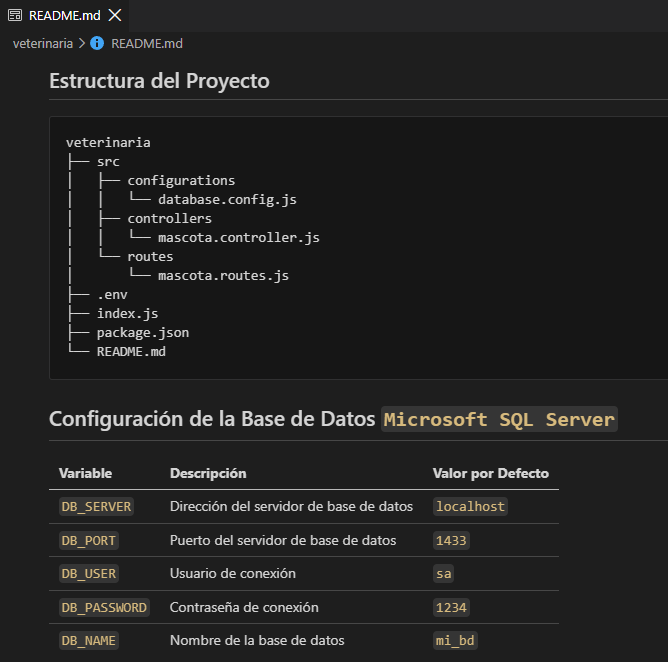 README.md
veterinaria > README.md
Estructura del Proyecto
veterinaria
├── src
│   ├── configurations
│   │   └── database.config.js
│   ├── controllers
│   │   └── mascota.controller.js
│   └── routes
│       └── mascota.routes.js
├── .env
├── index.js
├── package.json
└── README.md
Configuración de la Base de Datos Microsoft SQL Server
Variable Descripción Valor por Defecto
DB_SERVER Dirección del servidor de base de datos localhost
DB_PORT Puerto del servidor de base de datos 1433
DB_USER Usuario de conexión sa
DB_PASSWORD Contraseña de conexión 1234
DB_NAME Nombre de la base de datos mi_bd